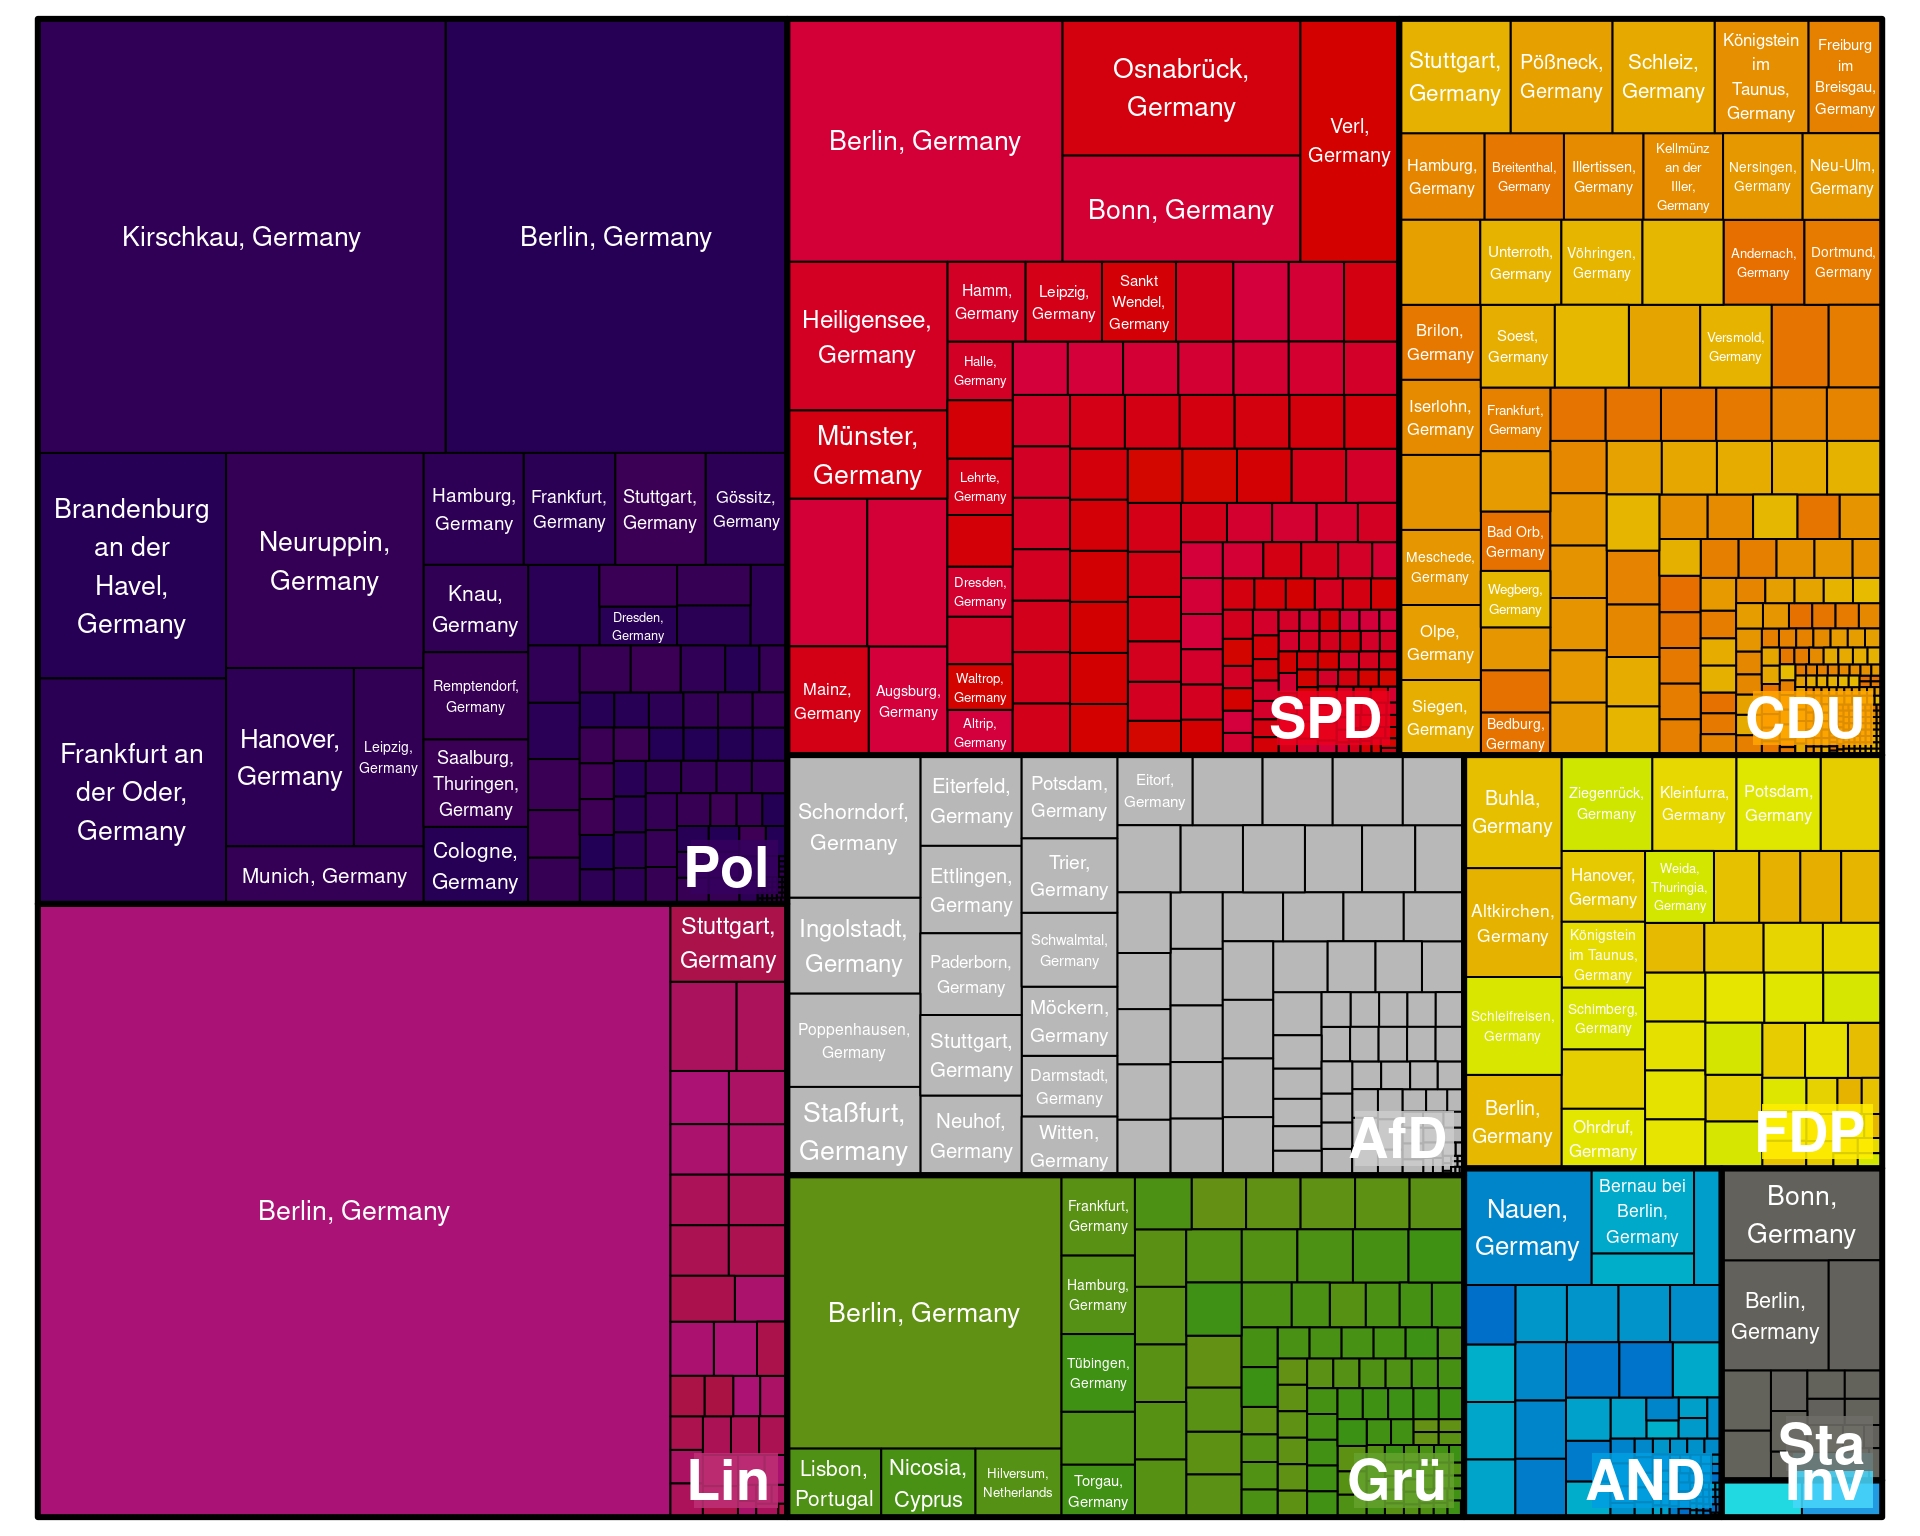 Kirschkau, Germany
Berlin, Germany
Brandenburg
an der
Havel,
Germany
Frankfurt an
der Oder,
Germany
Neuruppin,
Germany
Hanover,
Germany
Leipzig,
Germany
Munich, Germany
Hamburg,
Germany
Frankfurt,
Germany
Stuttgart,
Germany
Gössitz,
Germany
Knau,
Germany
Dresden,
Germany
Remptendorf,
Germany
Saalburg,
Thuringen,
Germany
Cologne,
Germany
Pol
Berlin, Germany
Stuttgart,
Germany
Lin
Berlin, Germany
Osnabrück,
Germany
Bonn, Germany
Verl,
Germany
Heiligensee,
Germany
Münster,
Germany
Mainz,
Germany
Augsburg,
Germany
Hamm,
Germany
Leipzig,
Germany
Sankt
Wendel,
Germany
Halle,
Germany
Lehrte,
Germany
Dresden,
Germany
Waltrop,
Germany
Altrip,
Germany
SPD
Stuttgart,
Germany
Pößneck,
Germany
Schleiz,
Germany
Königstein
im
Taunus,
Germany
Freiburg
im
Breisgau,
Germany
Hamburg,
Germany
Breitenthal,
Germany
Illertissen,
Germany
Kellmünz
an der
Iller,
Germany
Nersingen,
Germany
Neu-Ulm,
Germany
Unterroth,
Germany
Vöhringen,
Germany
Andernach,
Germany
Dortmund,
Germany
Brilon,
Germany
Soest,
Germany
Versmold,
Germany
Iserlohn,
Germany
Frankfurt,
Germany
Meschede,
Germany
Bad Orb,
Germany
Wegberg,
Germany
Olpe,
Germany
Siegen,
Germany
Bedburg,
Germany
CDU
Schorndorf,
Germany
Ingolstadt,
Germany
Poppenhausen,
Germany
Staßfurt,
Germany
Eiterfeld,
Germany
Ettlingen,
Germany
Paderborn,
Germany
Stuttgart,
Germany
Neuhof,
Germany
Potsdam,
Germany
Trier,
Germany
Schwalmtal,
Germany
Möckern,
Germany
Darmstadt,
Germany
Witten,
Germany
Eitorf,
Germany
AfD
Buhla,
Germany
Altkirchen,
Germany
Schleifreisen,
Germany
Berlin,
Germany
Ziegenrück,
Germany
Kleinfurra,
Germany
Potsdam,
Germany
Hanover,
Germany
Weida,
Thuringia,
Germany
Königstein
im Taunus,
Germany
Schimberg,
Germany
Ohrdruf,
Germany
FDP
Berlin, Germany
Lisbon,
Portugal
Nicosia,
Cyprus
Hilversum,
Netherlands
Frankfurt,
Germany
Hamburg,
Germany
Tübingen,
Germany
Torgau,
Germany
Grü
Nauen,
Germany
Bernau bei
Berlin,
Germany
AND
Bonn,
Germany
Berlin,
Germany
Sta
Inv